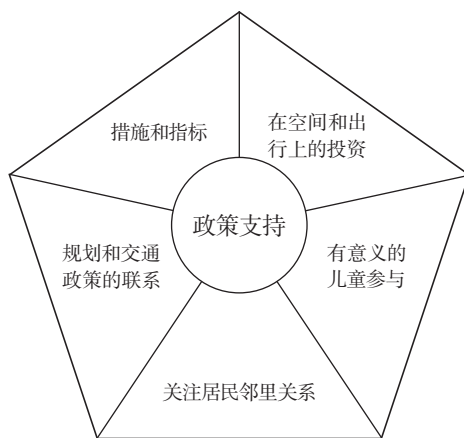 措施和指标
在空间和出
行上的投资
政策支持
规划和交通
政策的联系
有意义的
儿童参与
关注居民邻里关系